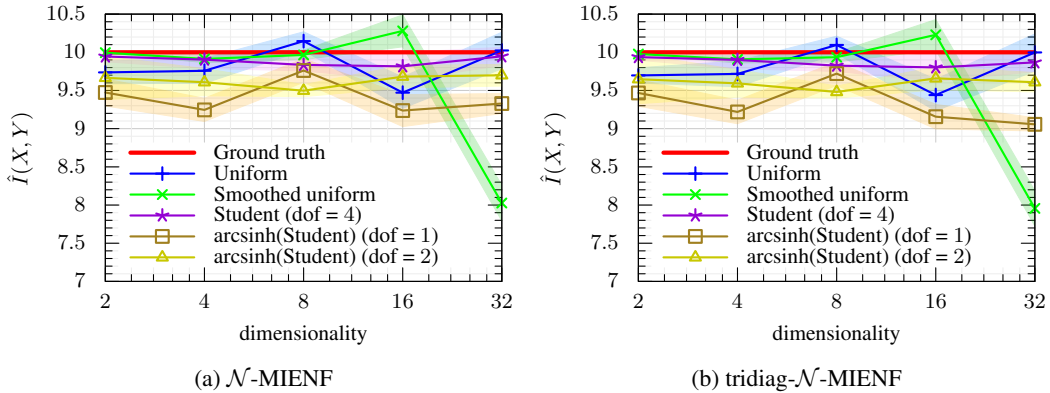 10.5
10
9.5
9
8.5
8
7.5
7
Î(X, Y)
Ground truth
Uniform
Smoothed uniform
Student (dof = 4)
arcsinh(Student) (dof = 1)
arcsinh(Student) (dof = 2)
2 4 8 16 32
dimensionality
(a) 𝒩-MIENF
10.5
10
9.5
9
8.5
8
7.5
7
Î(X, Y)
Ground truth
Uniform
Smoothed uniform
Student (dof = 4)
arcsinh(Student) (dof = 1)
arcsinh(Student) (dof = 2)
2 4 8 16 32
dimensionality
(b) tridiag-𝒩-MIENF